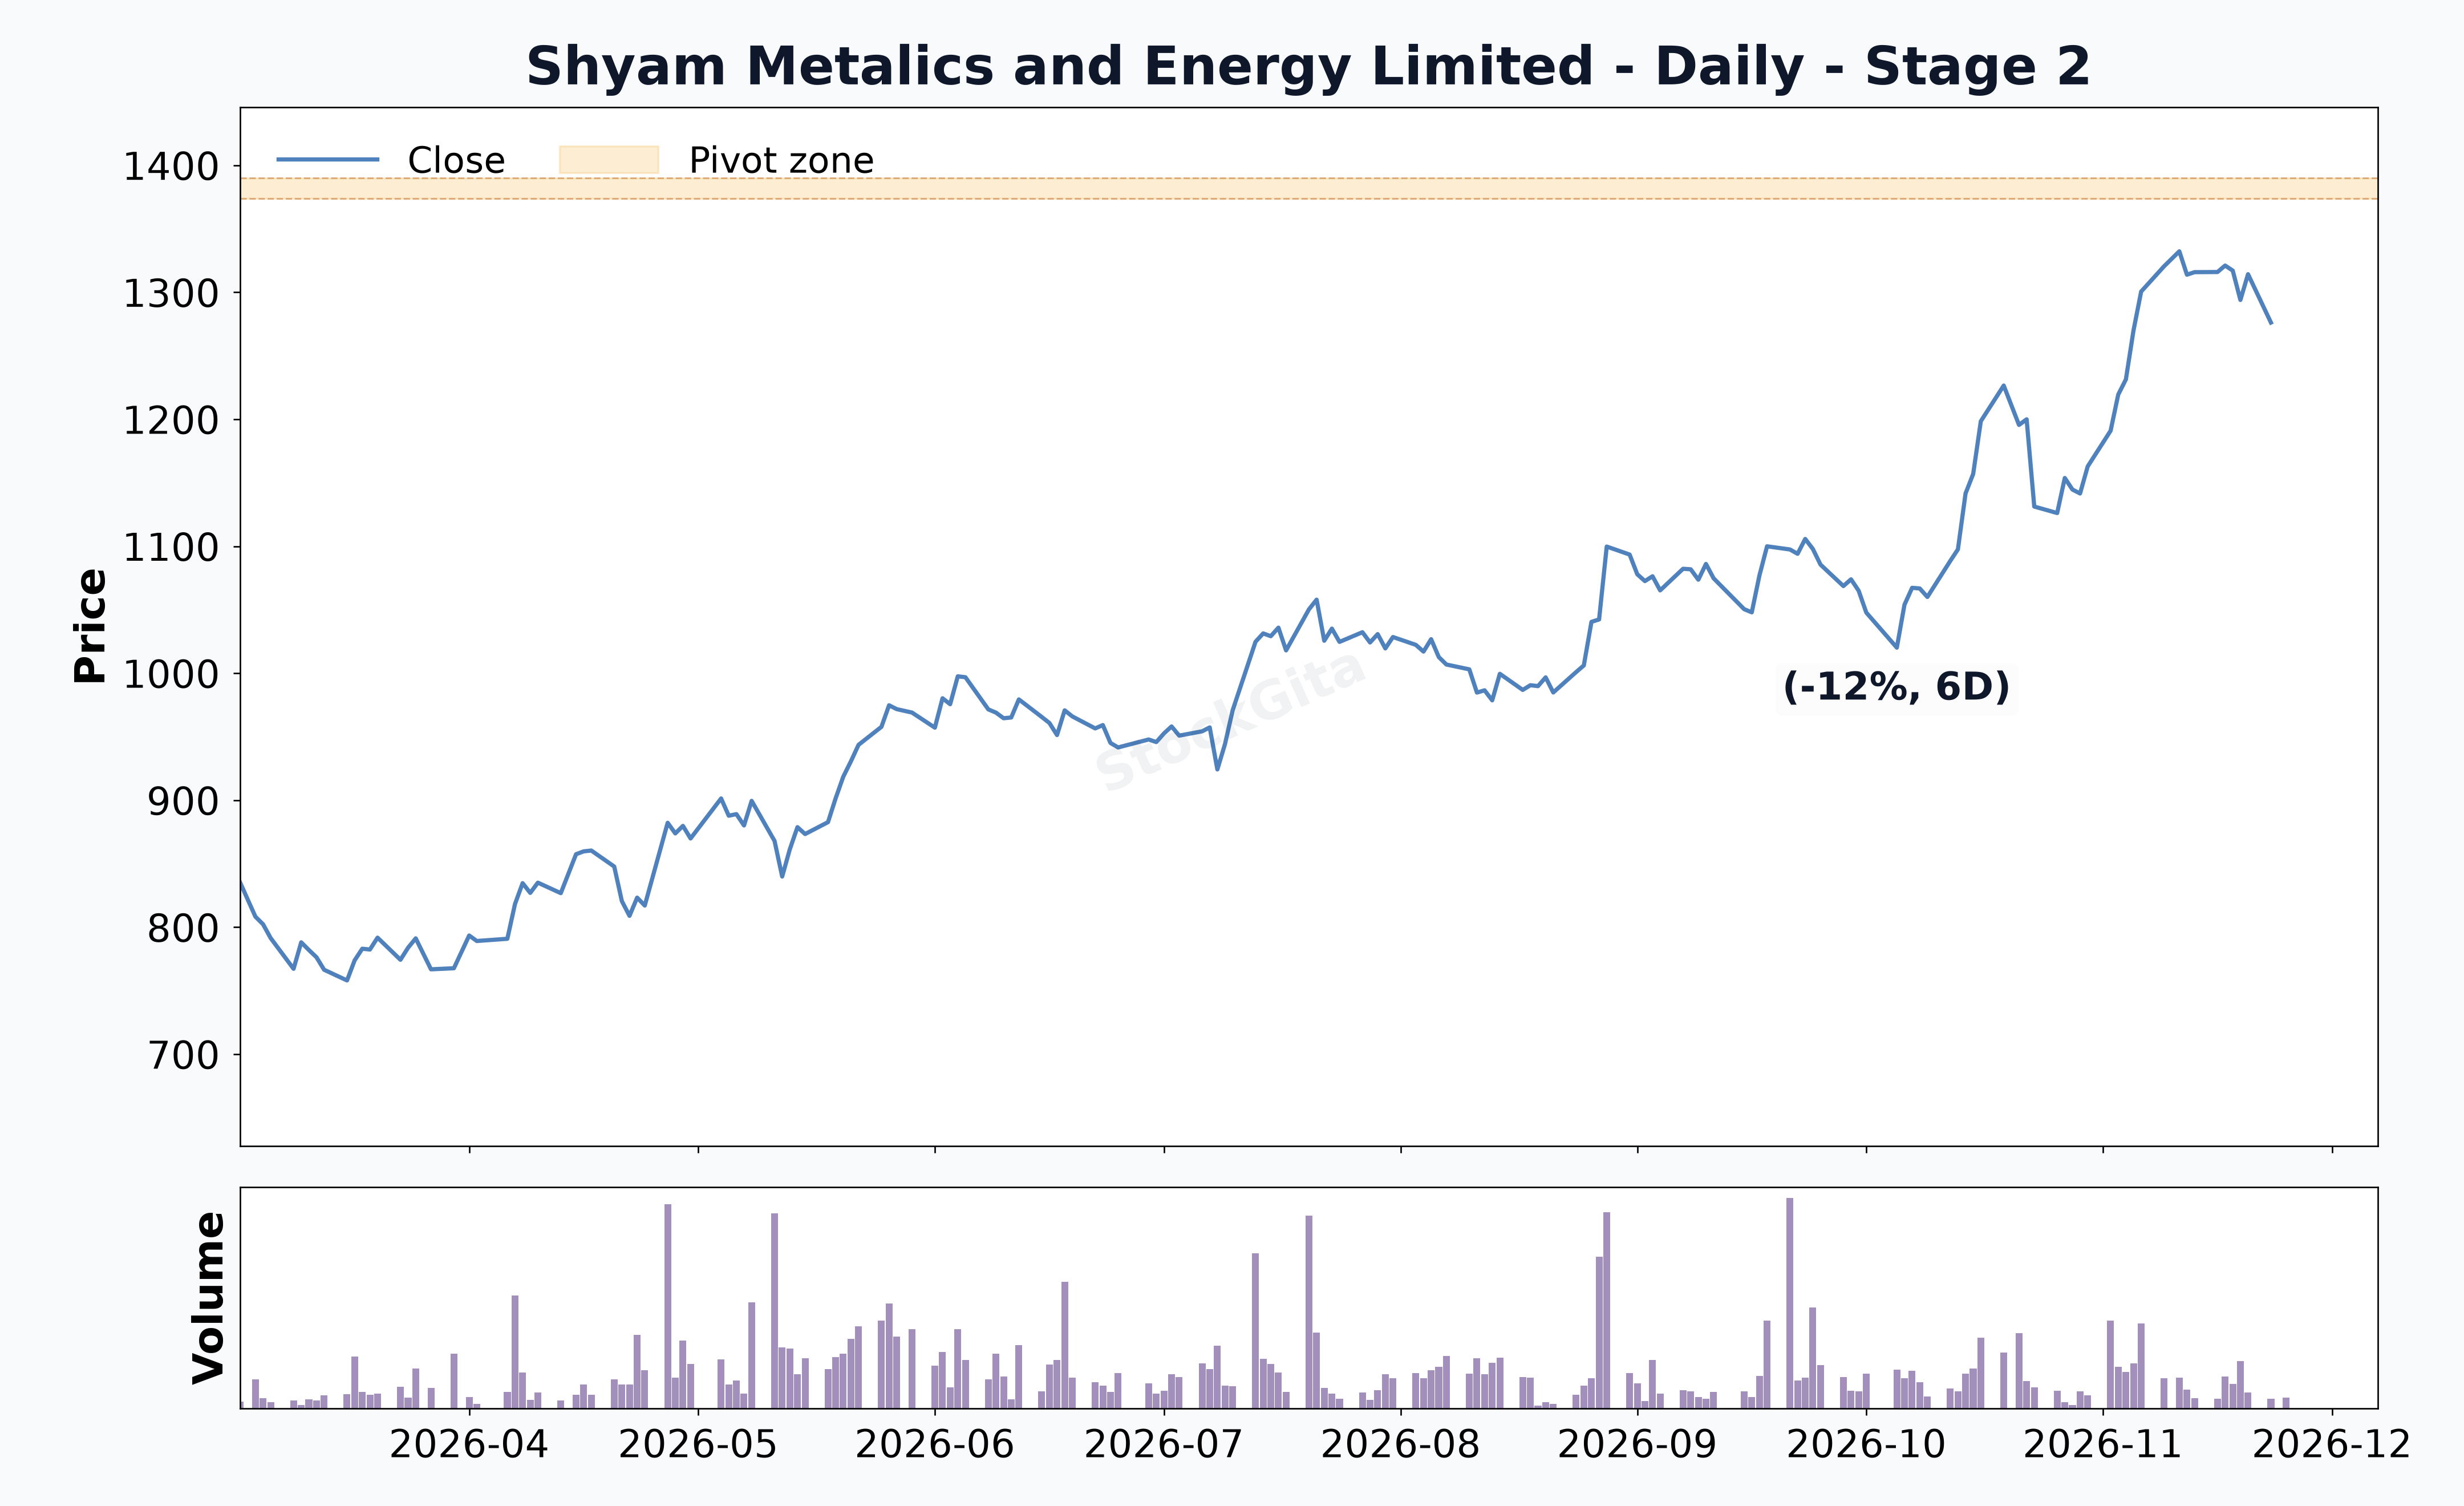 Shyam Metalics and Energy Limited - Daily - Stage 2
Close
Pivot zone
Price
1400
1300
1200
1100
1000
900
800
700
(-12%, 6D)
StockGita
Volume
2026-04
2026-05
2026-06
2026-07
2026-08
2026-09
2026-10
2026-11
2026-12